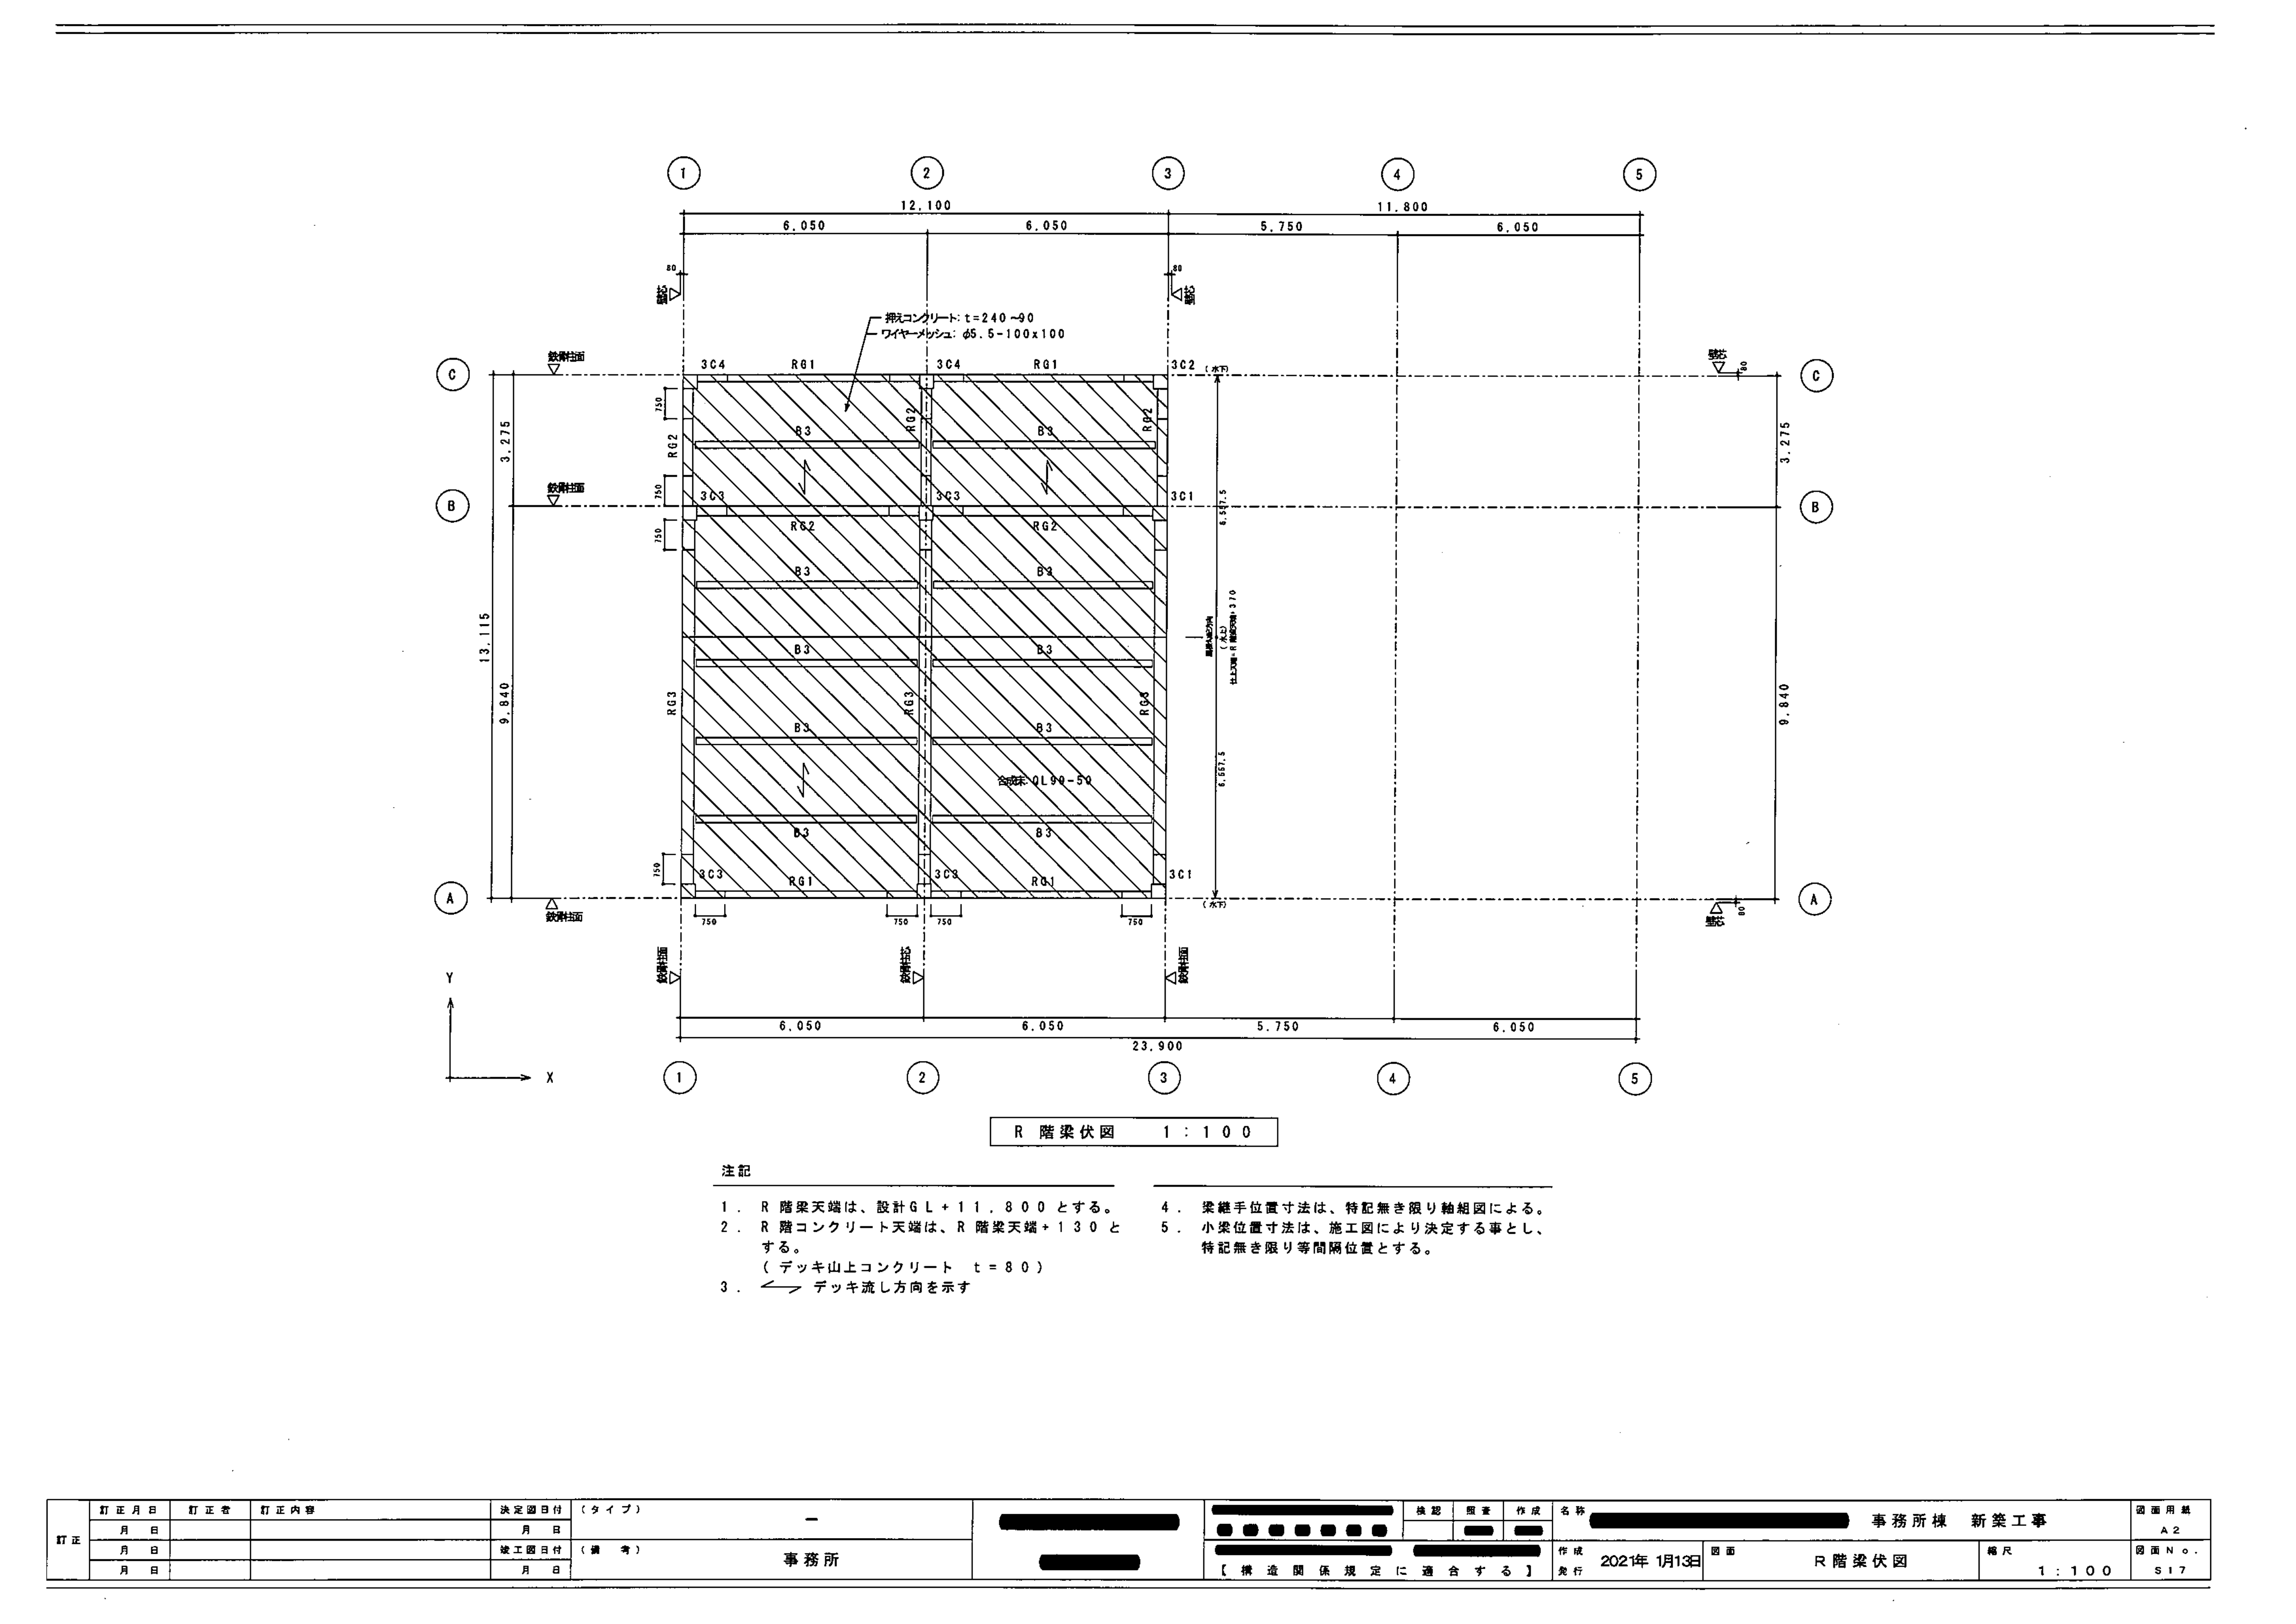 1
2
3
4
5
12,100
11,800
6,050
6,050
5,750
6,050
80
80
壁芯
壁芯
押えコンクリート: t=240~90
ワイヤーメッシュ: φ5.5-100x100
鉄骨柱面
3C4
RG1
3C4
RG1
3C2
(水下)
壁芯
80
C
C
750
RG2
RG2
RG2
B3
B3
3,275
3,275
750
鉄骨柱面
3C3
3C3
3C1
B
B
RG2
RG2
750
B3
B3
13,115
屋根勾配方向
(水上)
仕上天端=R階梁天端+370
B3
B3
9,840
RG3
RG3
RG3
9,840
B3
B3
合成床:QL99-50
B3
B3
750
3C3
RG1
3C3
RG1
3C1
A
A
鉄骨柱面
750
750
750
750
(水下)
壁芯
80
鉄骨柱面
鉄骨柱芯
鉄骨柱面
Y
X
6,050
6,050
5,750
6,050
23,900
1
2
3
4
5
R 階梁伏図 1:100
注記
1. R 階梁天端は、設計GL+11,800とする。
2. R 階コンクリート天端は、R 階梁天端+130と
する。
(デッキ山上コンクリート t=80)
3. デッキ流し方向を示す
4. 梁継手位置寸法は、特記無き限り軸組図による。
5. 小梁位置寸法は、施工図により決定する事とし、
特記無き限り等間隔位置とする。
訂正
訂正月日 訂正者 訂正内容
月 日
月 日
月 日
決定図日付
月 日
竣工図日付
月 日
(タイプ)
―
(備 考)
事務所
【構造関係規定に適合する】
検認 照査 作成
名称
事務所棟 新築工事
作成
発行
2021年 1月13日
図面
R階梁伏図
縮尺
1:100
図面用紙
A2
図面No.
S17